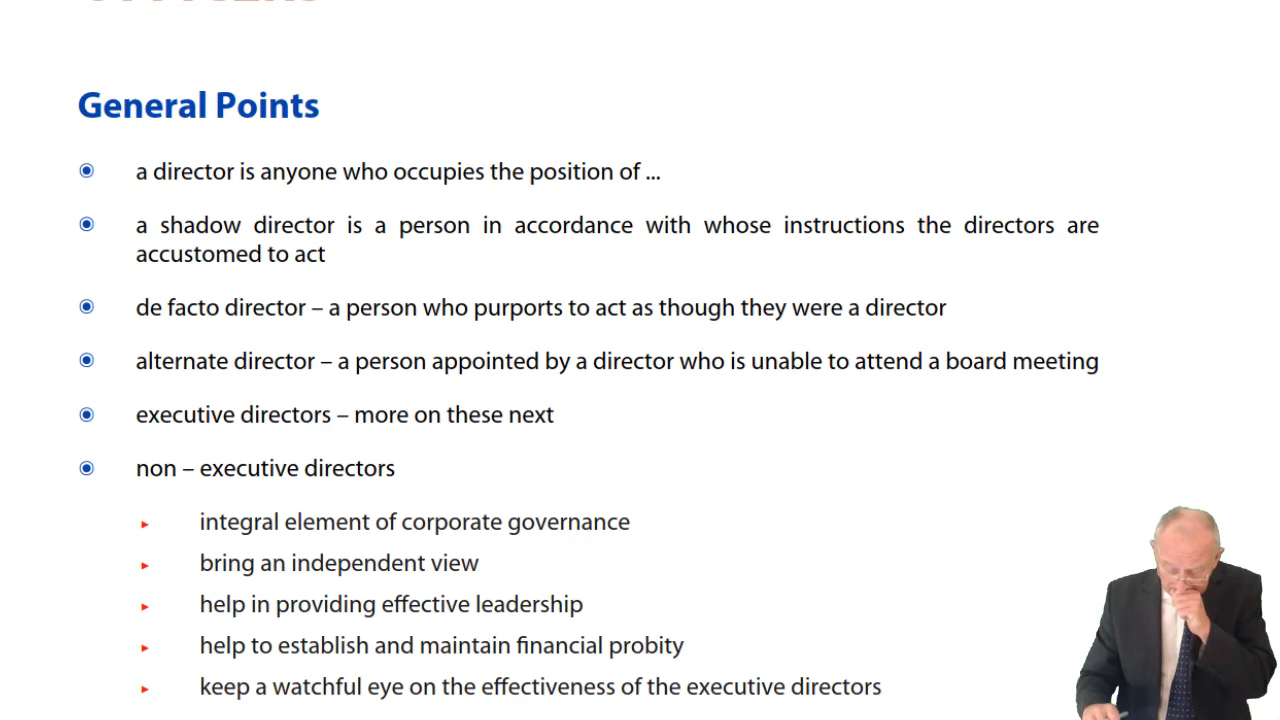 General Points
a director is anyone who occupies the position of ...
a shadow director is a person in accordance with whose instructions the directors are
accustomed to act
de facto director – a person who purports to act as though they were a director
alternate director – a person appointed by a director who is unable to attend a board meeting
executive directors – more on these next
non – executive directors
integral element of corporate governance
bring an independent view
help in providing effective leadership
help to establish and maintain financial probity
keep a watchful eye on the effectiveness of the executive directors